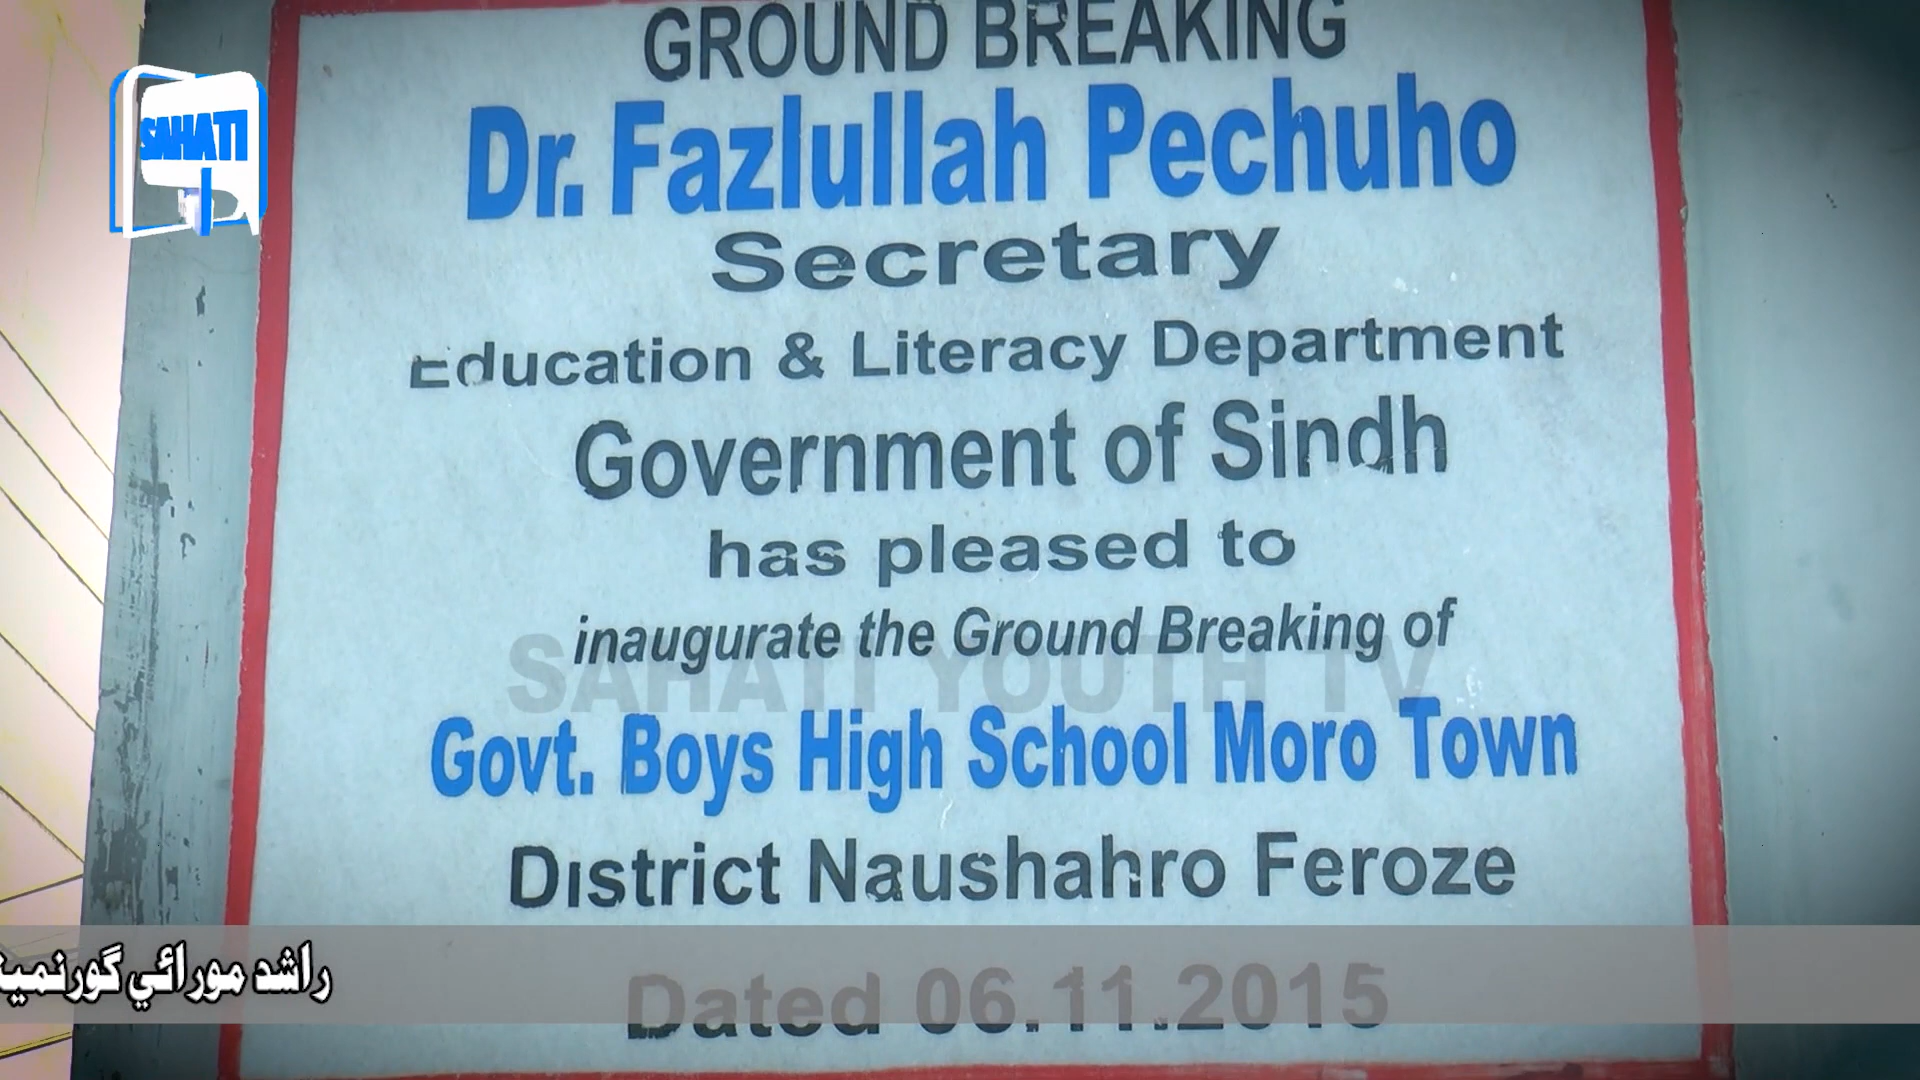 GROUND BREAKING
SAHATI
Dr. Fazlullah Pechuho
Secretary
Education & Literacy Department
Government of Sindh
has pleased to
inaugurate the Ground Breaking of
SAHATI YOUTH TV
Govt. Boys High School Moro Town
District Naushahro Feroze
راشد مورائي
Dated 06.11.2015